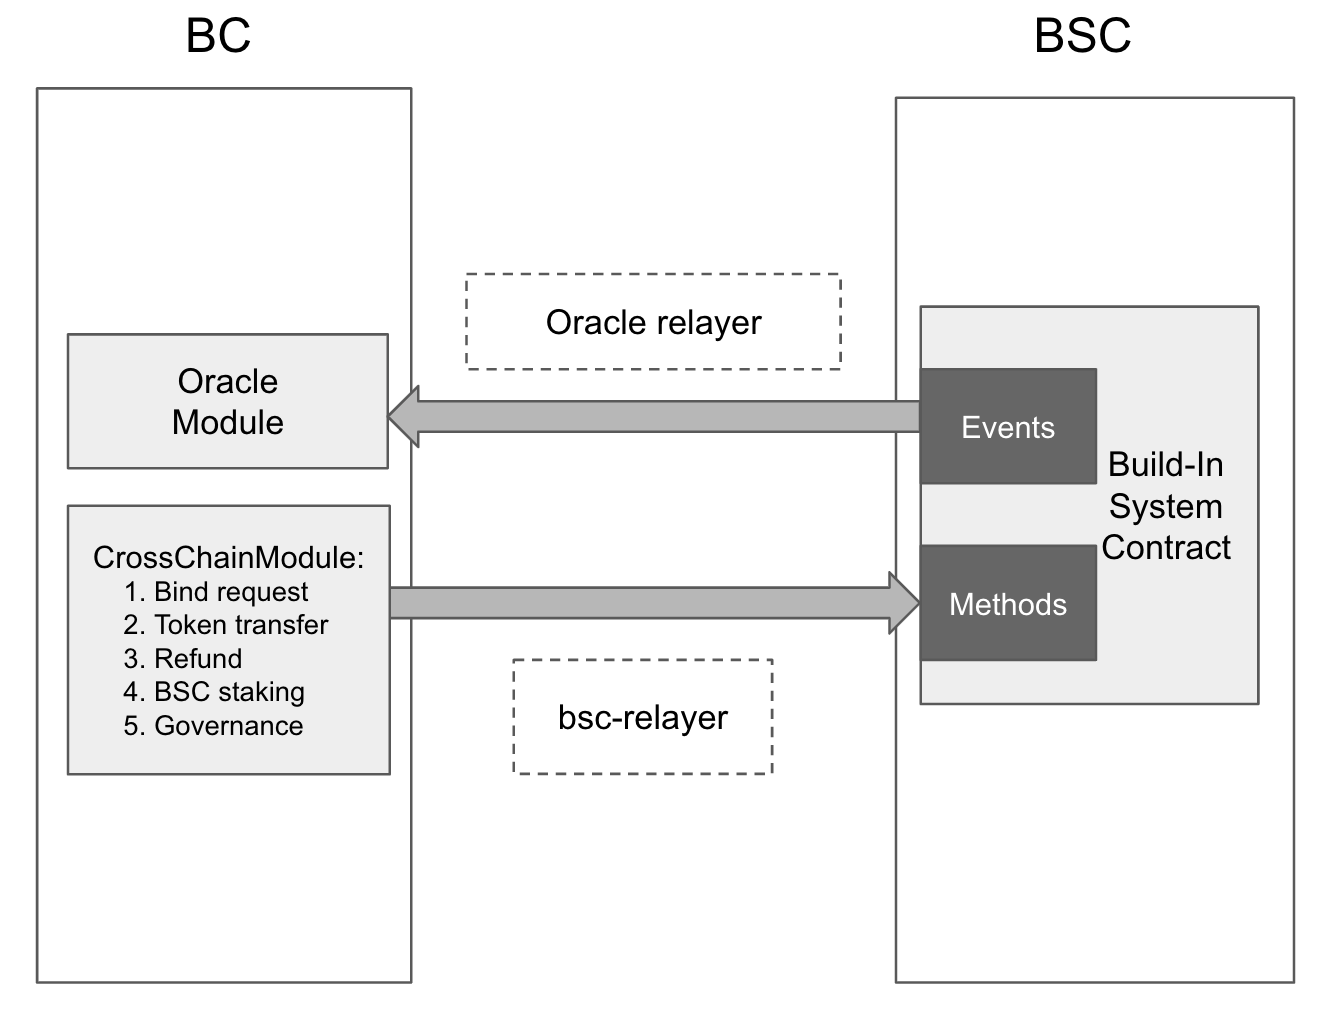 BC
BSC
Oracle relayer
Oracle
Module
Events
Build-In
System
Contract
CrossChainModule:
1. Bind request
2. Token transfer
3. Refund
4. BSC staking
5. Governance
Methods
bsc-relayer